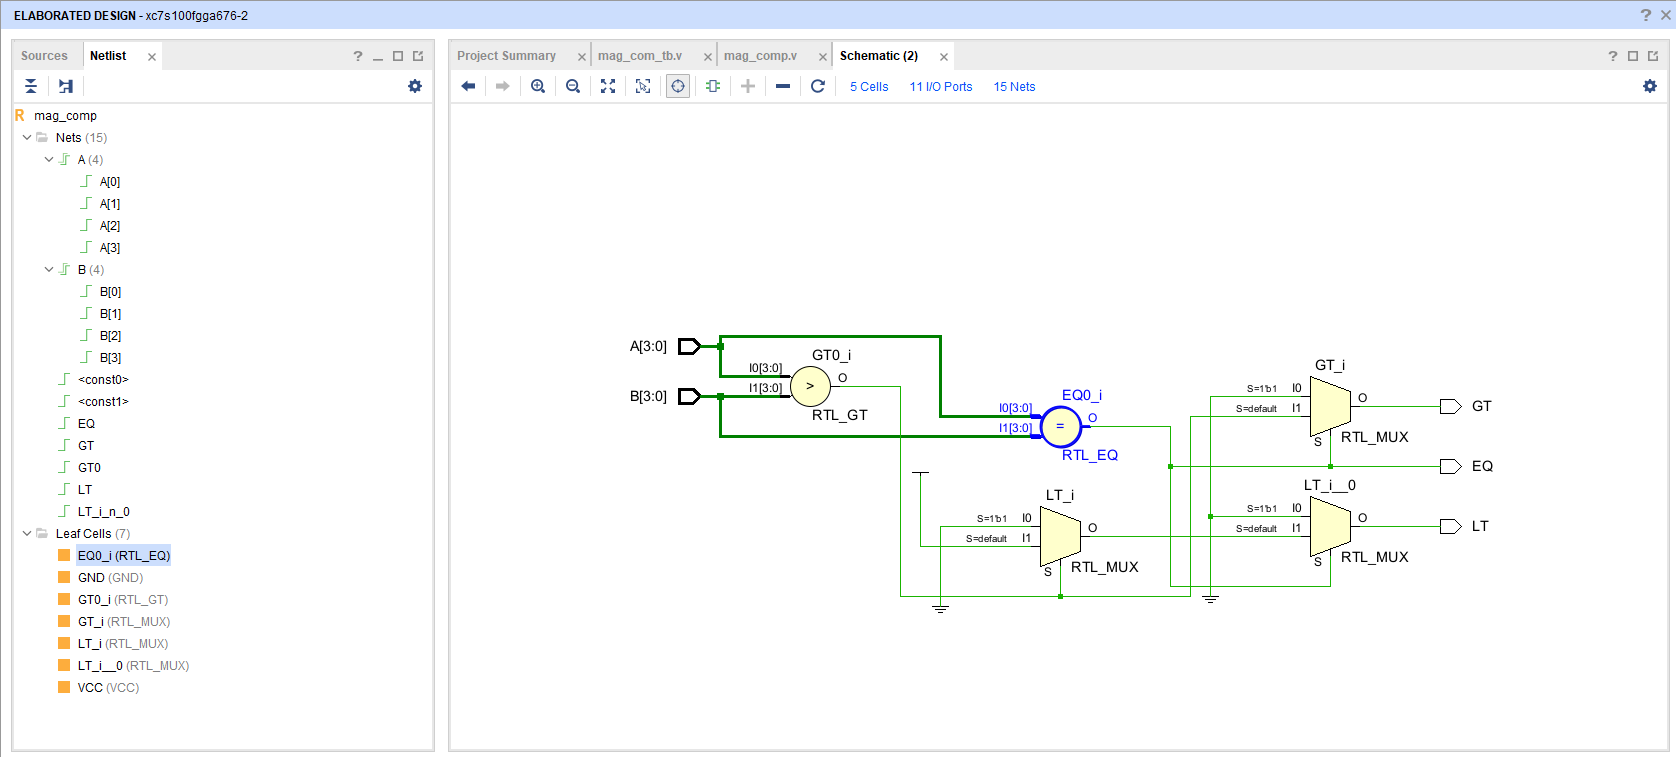 ELABORATED DESIGN - xc7s100fgga676-2
Sources Netlist
mag_comp
Nets (15)
A (4)
A[0]
A[1]
A[2]
A[3]
B (4)
B[0]
B[1]
B[2]
B[3]
<const0>
<const1>
EQ
GT
GT0
LT
LT_i_n_0
Leaf Cells (7)
EQ0_i (RTL_EQ)
GND (GND)
GT0_i (RTL_GT)
GT_i (RTL_MUX)
LT_i (RTL_MUX)
LT_i__0 (RTL_MUX)
VCC (VCC)
Project Summary mag_com_tb.v mag_comp.v Schematic (2)
5 Cells 11 I/O Ports 15 Nets
A[3:0]
B[3:0]
GT0_i
I0[3:0]
I1[3:0]
>
O
RTL_GT
EQ0_i
I0[3:0]
I1[3:0]
=
O
RTL_EQ
LT_i
S=1'b1 I0
S=default I1
O
S
RTL_MUX
GT_i
S=1'b1 I0
S=default I1
O
S
RTL_MUX
GT
EQ
LT_i__0
S=1'b1 I0
S=default I1
O
S
RTL_MUX
LT